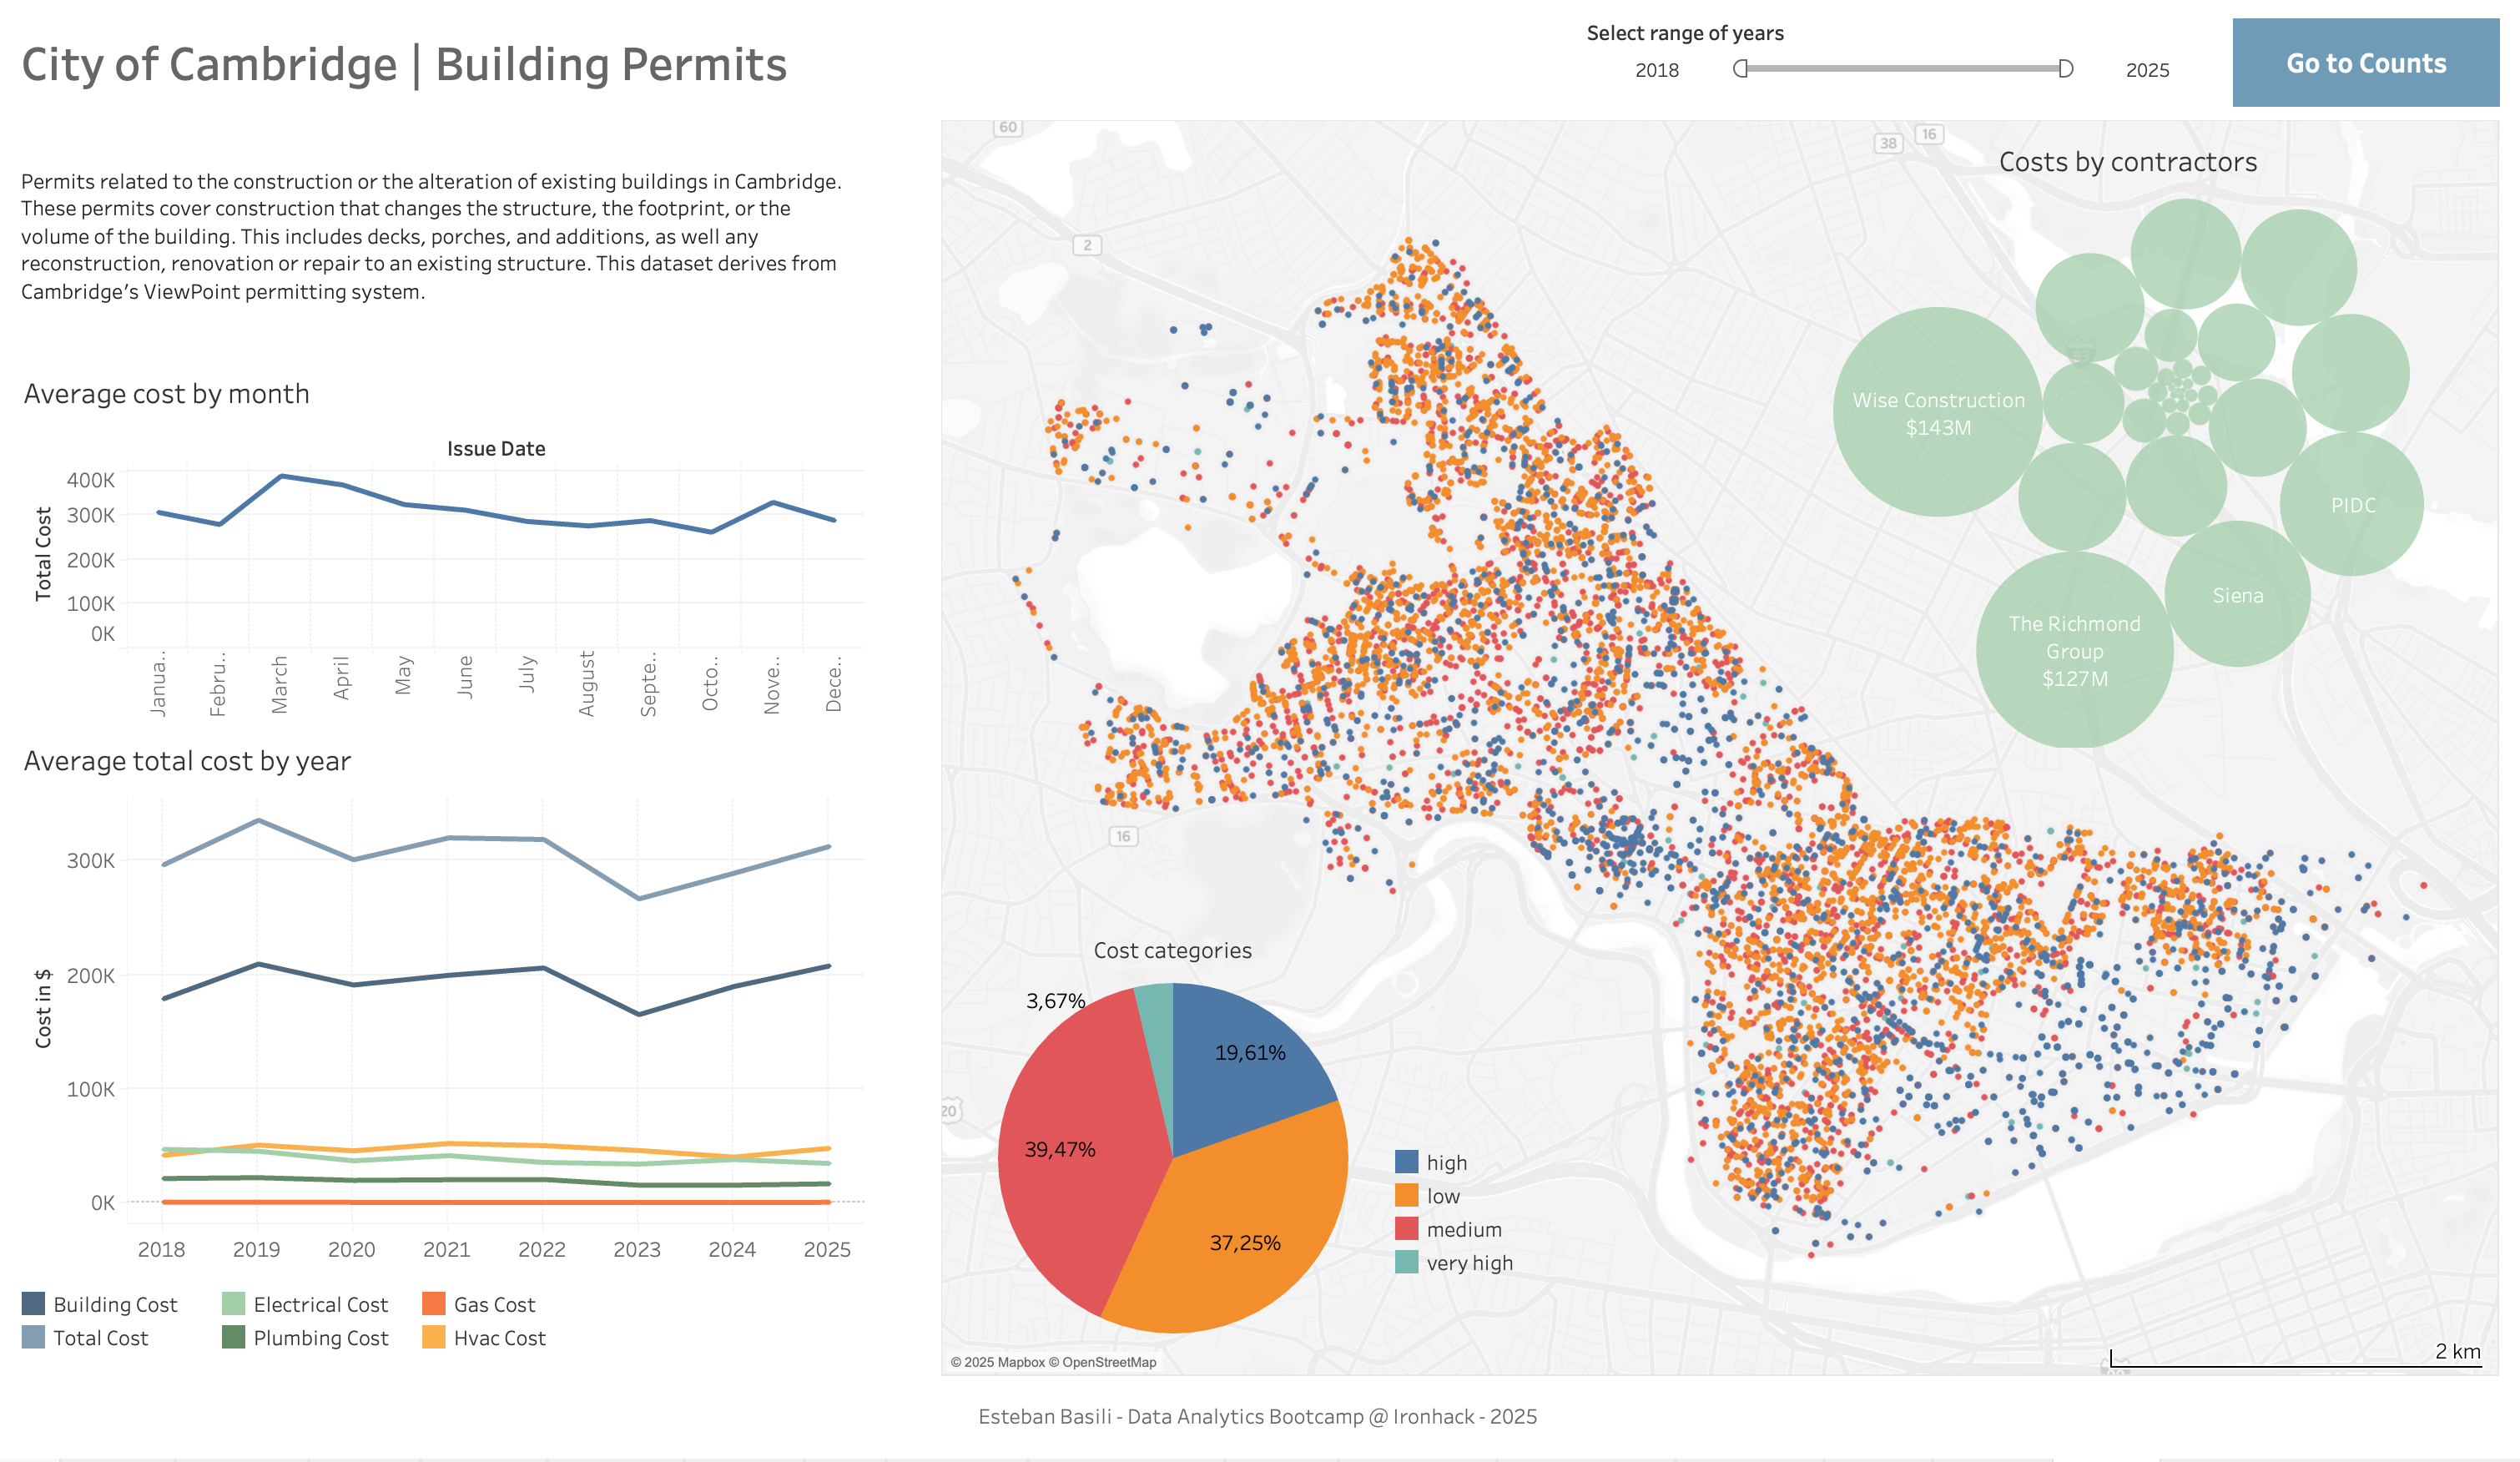 City of Cambridge | Building Permits
Select range of years
2018
2025
Go to Counts
Permits related to the construction or the alteration of existing buildings in Cambridge.
These permits cover construction that changes the structure, the footprint, or the
volume of the building. This includes decks, porches, and additions, as well any
reconstruction, renovation or repair to an existing structure. This dataset derives from
Cambridge's ViewPoint permitting system.
Average cost by month
Issue Date
Total Cost
400K
300K
200K
100K
0K
Janua..
Febru..
March
April
May
June
July
August
Septe..
Octo..
Nove..
Dece..
Average total cost by year
Cost in $
300K
200K
100K
0K
2018
2019
2020
2021
2022
2023
2024
2025
Building Cost
Electrical Cost
Gas Cost
Total Cost
Plumbing Cost
Hvac Cost
60
38
16
2
93
16
20
Costs by contractors
Wise Construction
$143M
PIDC
Siena
The Richmond
Group
$127M
Cost categories
3,67%
19,61%
39,47%
37,25%
high
low
medium
very high
© 2025 Mapbox © OpenStreetMap
2 km
Esteban Basili - Data Analytics Bootcamp @ Ironhack - 2025